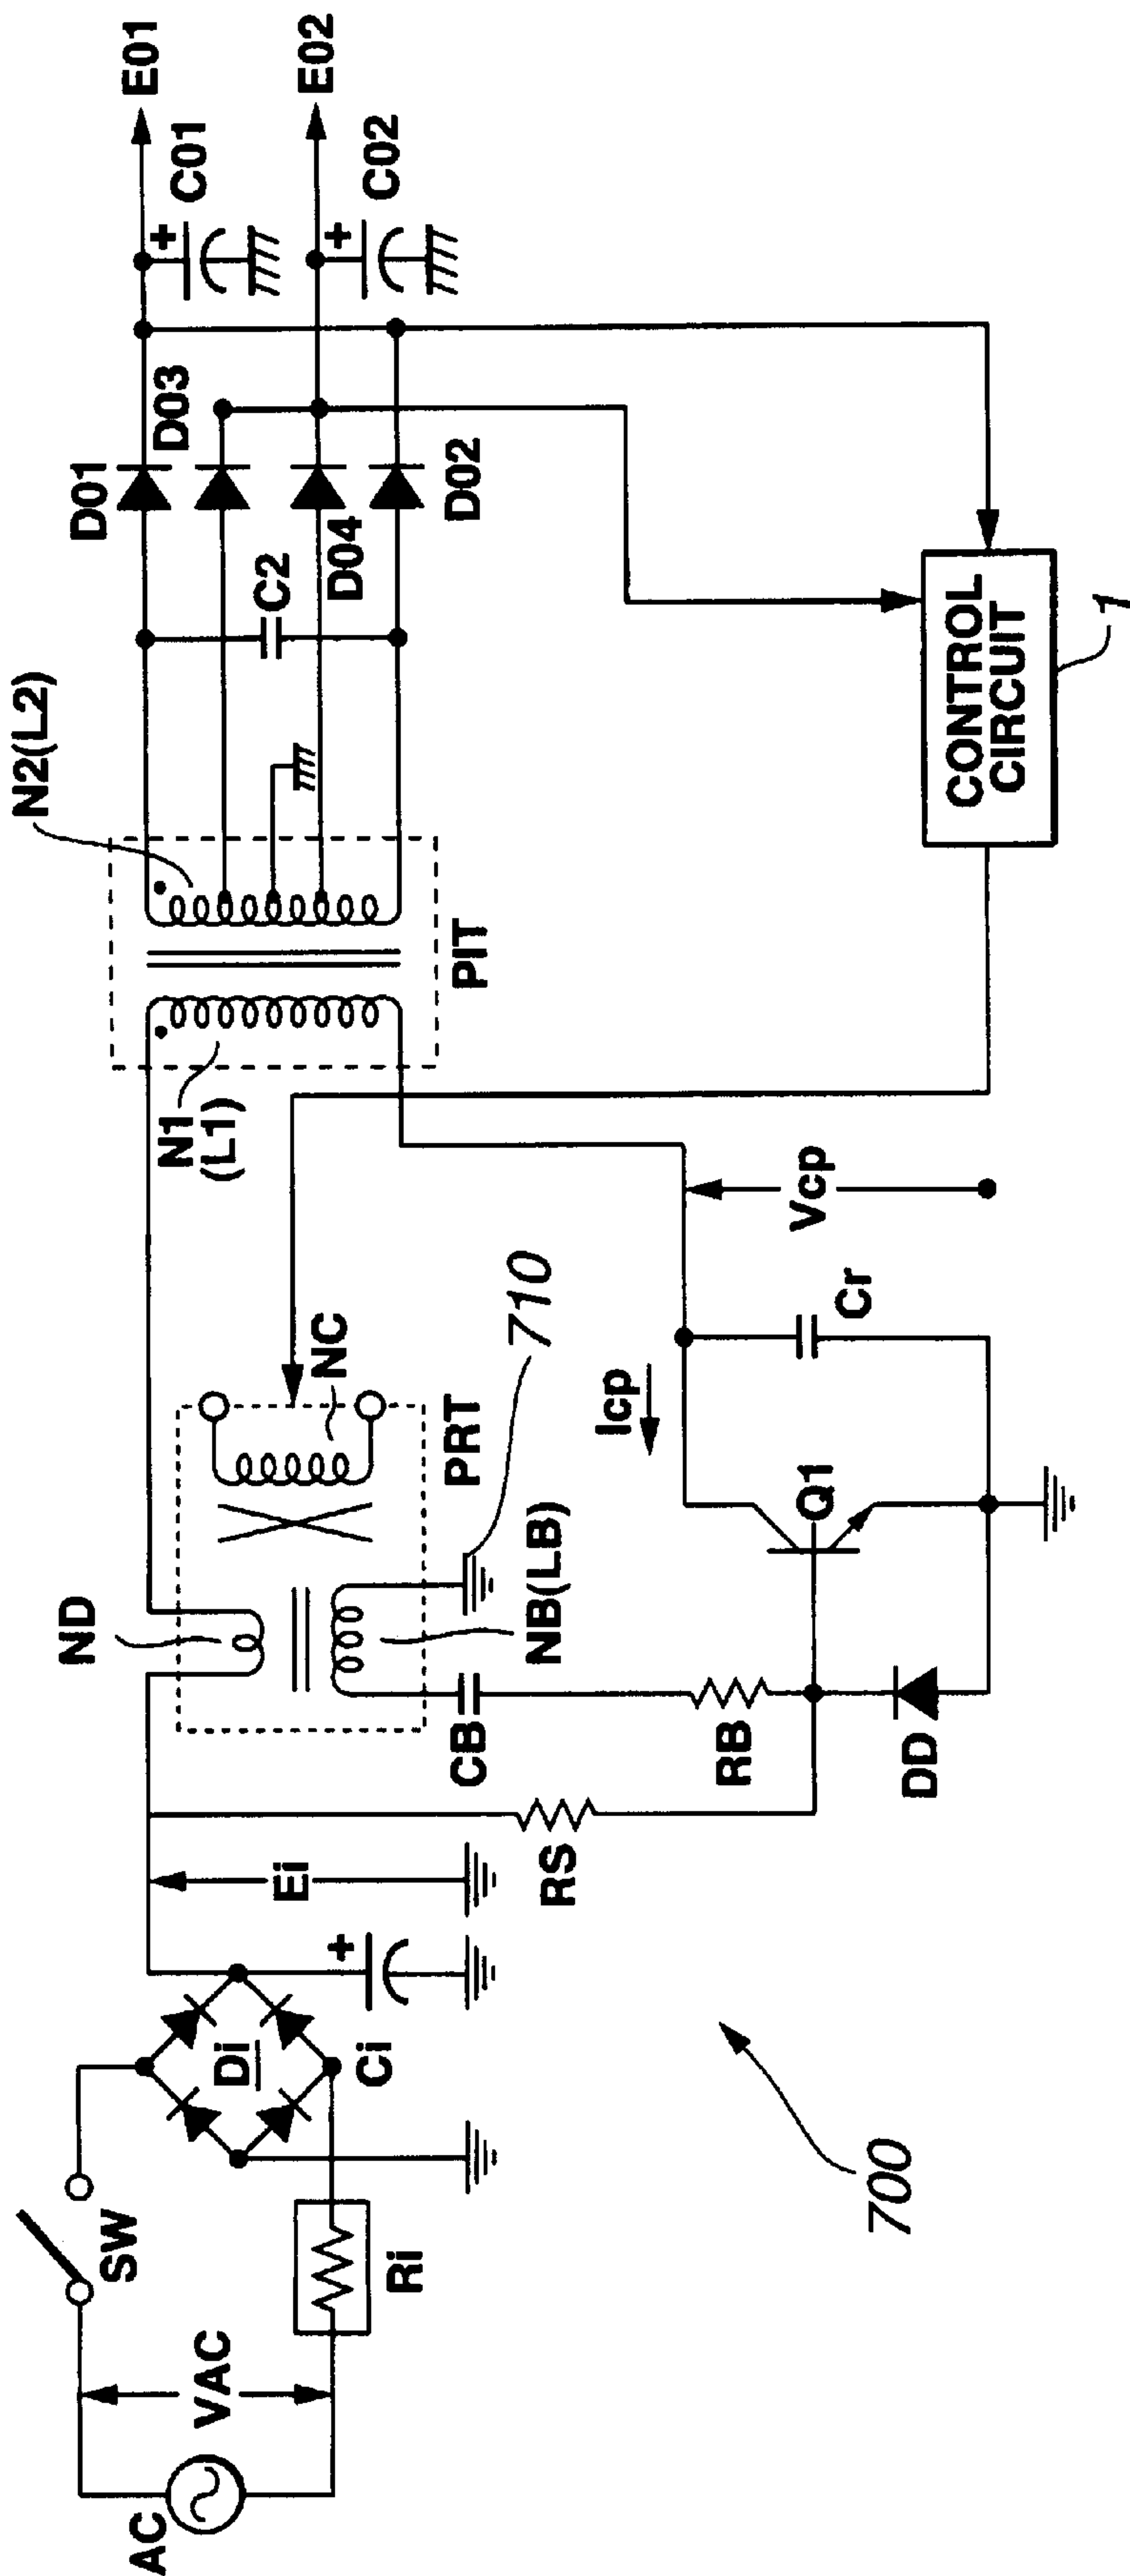 AC
VAC
SW
Ri
Di
Ci
+
Ei
RS
ND
CB
NB(LB)
710
PRT
NC
RB
DD
Q1
Icp
Cr
Vcp
N1
(L1)
PIT
N2(L2)
C2
D01
D03
D04
D02
+
C01
+
C02
E01
E02
CONTROL
CIRCUIT
1
700